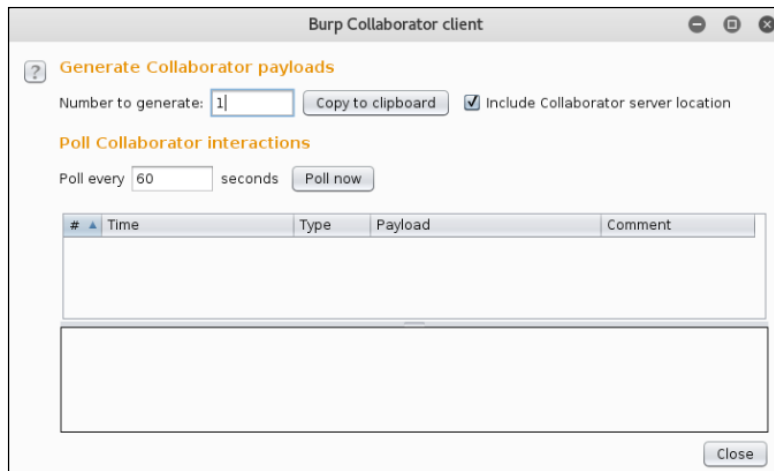 Burp Collaborator client
? Generate Collaborator payloads
Number to generate: 1 Copy to clipboard Include Collaborator server location
Poll Collaborator interactions
Poll every 60 seconds Poll now
# Time Type Payload Comment
Close